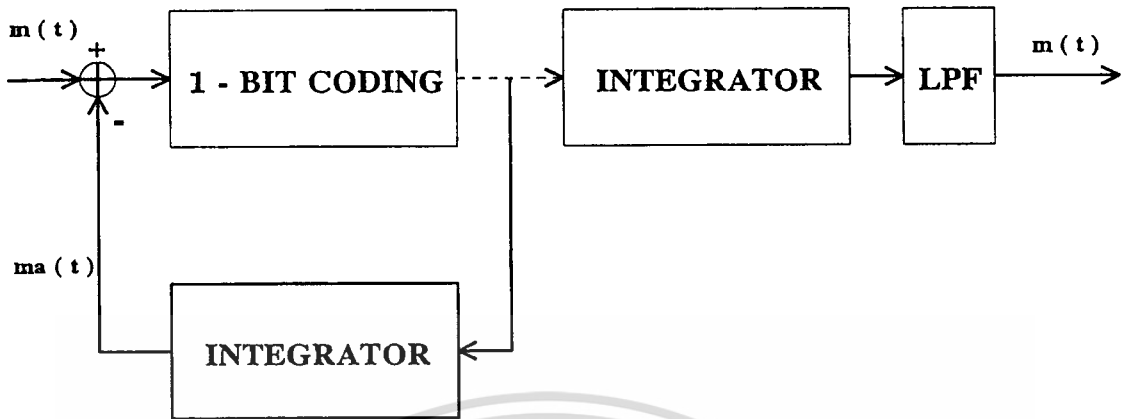 m ( t )
+
1 - BIT CODING
INTEGRATOR
LPF
m ( t )
-
ma ( t )
INTEGRATOR